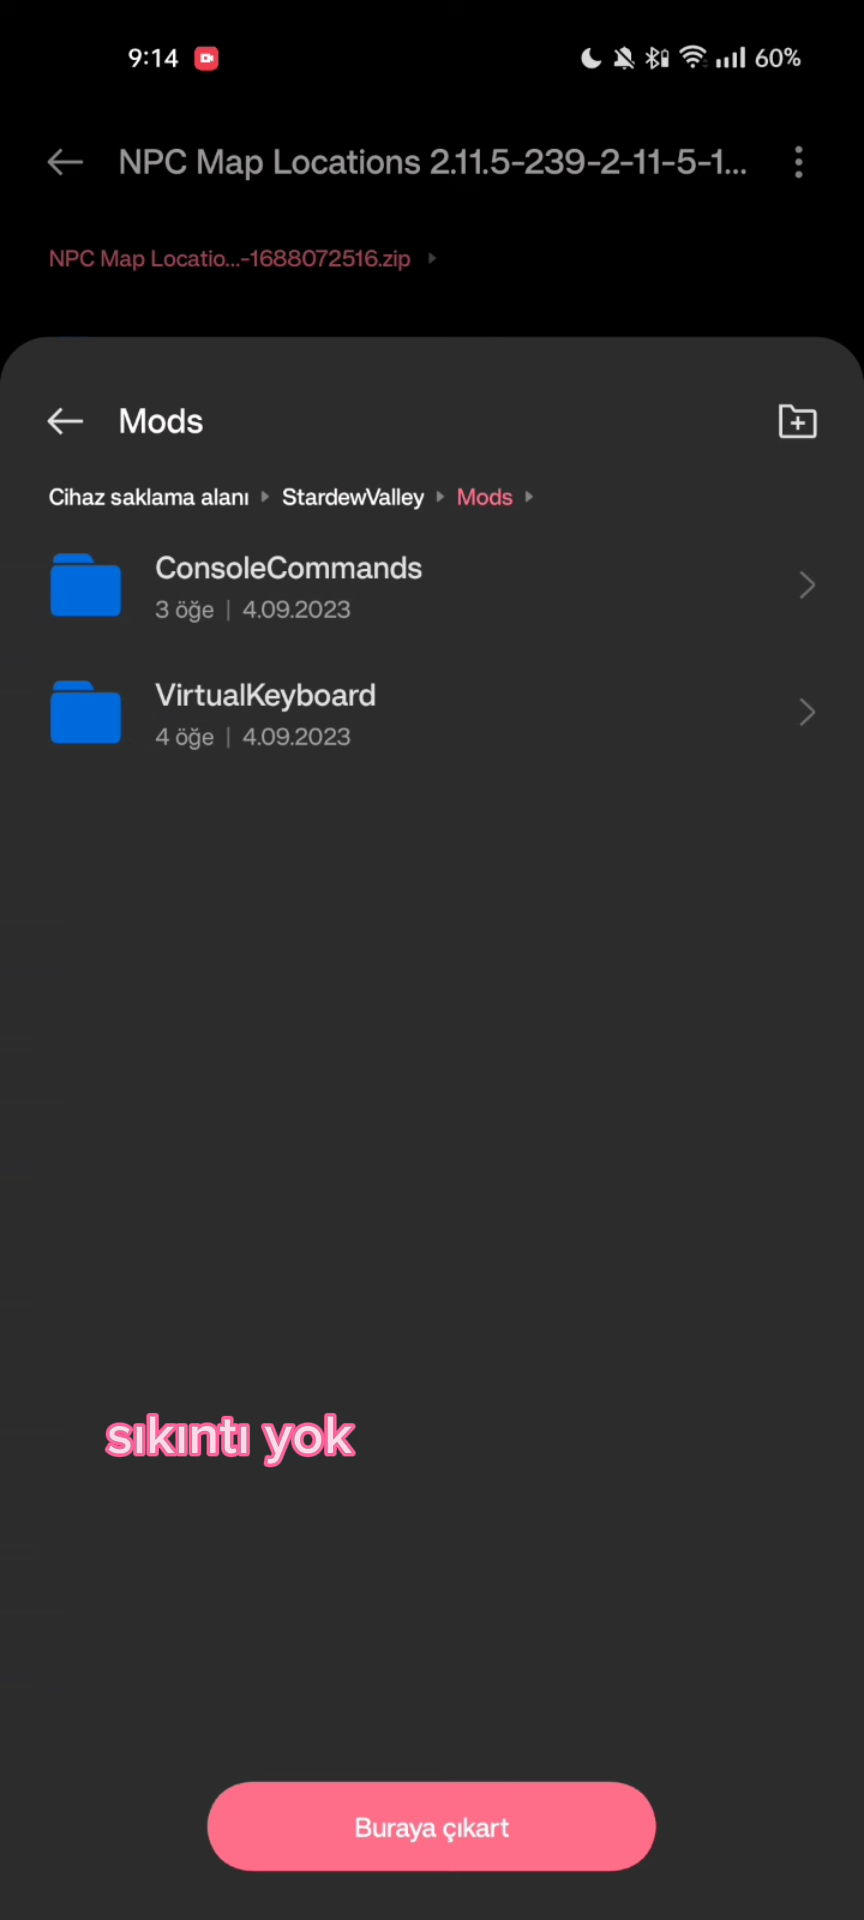 9:14 60%
NPC Map Locations 2.11.5-239-2-11-5-1...
NPC Map Locatio...-1688072516.zip
Mods
Cihaz saklama alanı StardewValley Mods
ConsoleCommands
3 öğe | 4.09.2023
VirtualKeyboard
4 öğe | 4.09.2023
sıkıntı yok
Buraya çıkart